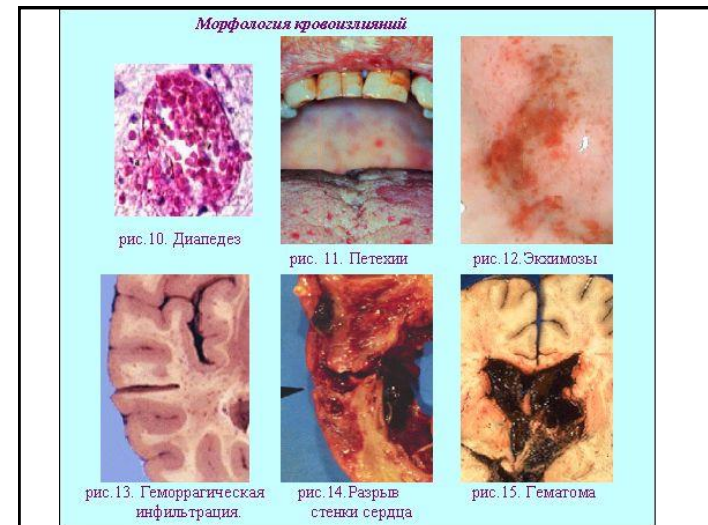 Морфология кровоизлияний
рис.10. Диапедез
рис. 11. Петехии
рис.12.Экхимозы
рис.13. Геморрагическая
инфильтрация.
рис.14.Разрыв
стенки сердца
рис.15. Гематома